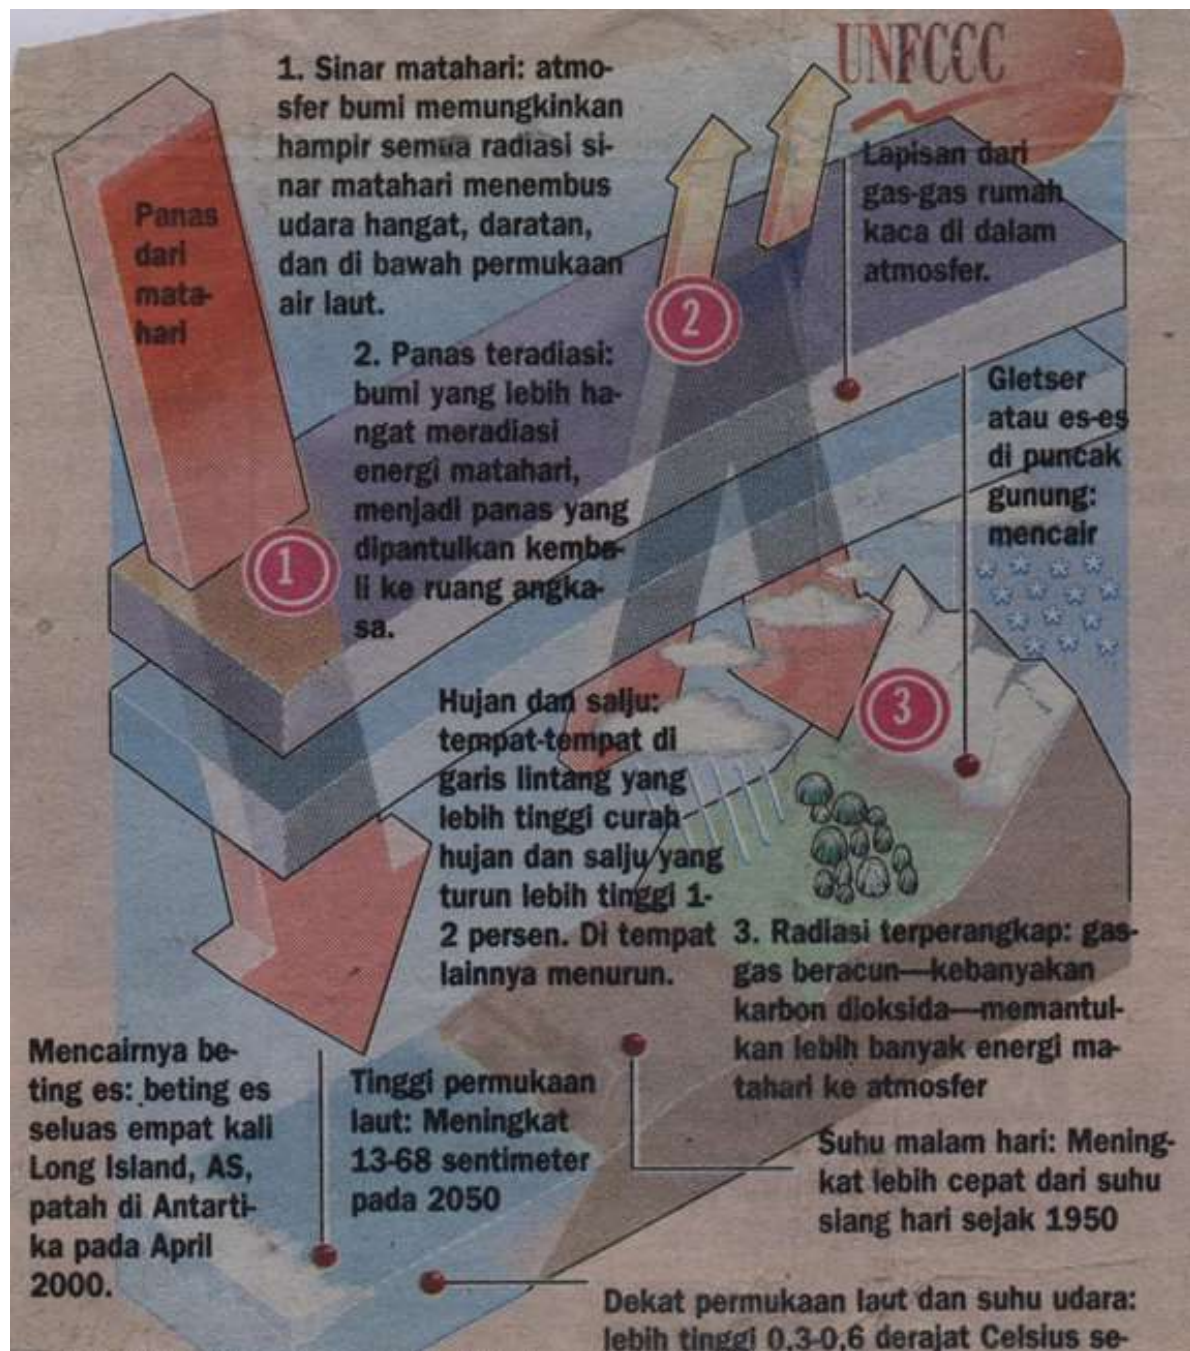 UNFCCC
1. Sinar matahari: atmo-
sfer bumi memungkinkan
hampir semua radiasi si-
nar matahari menembus
udara hangat, daratan,
dan di bawah permukaan
air laut.
Panas
dari
mata-
hari
Lapisan dari
gas-gas rumah
kaca di dalam
atmosfer.
2
2. Panas teradiasi:
bumi yang lebih ha-
ngat meradiasi
energi matahari,
menjadi panas yang
dipantulkan kemba-
li ke ruang angka-
sa.
Gletser
atau es-es
di puncak
gunung:
mencair
1
3
Hujan dan salju:
tempat-tempat di
garis lintang yang
lebih tinggi curah
hujan dan salju yang
turun lebih tinggi 1-
2 persen. Di tempat
lainnya menurun.
3. Radiasi terperangkap: gas-
gas beracun—kebanyakan
karbon dioksida—memantul-
kan lebih banyak energi ma-
tahari ke atmosfer
Mencairnya be-
ting es: beting es
seluas empat kali
Long Island, AS,
patah di Antarti-
ka pada April
2000.
Tinggi permukaan
laut: Meningkat
13-68 sentimeter
pada 2050
Suhu malam hari: Mening-
kat lebih cepat dari suhu
siang hari sejak 1950
Dekat permukaan laut dan suhu udara:
lebih tinggi 0,3-0,6 derajat Celsius se-